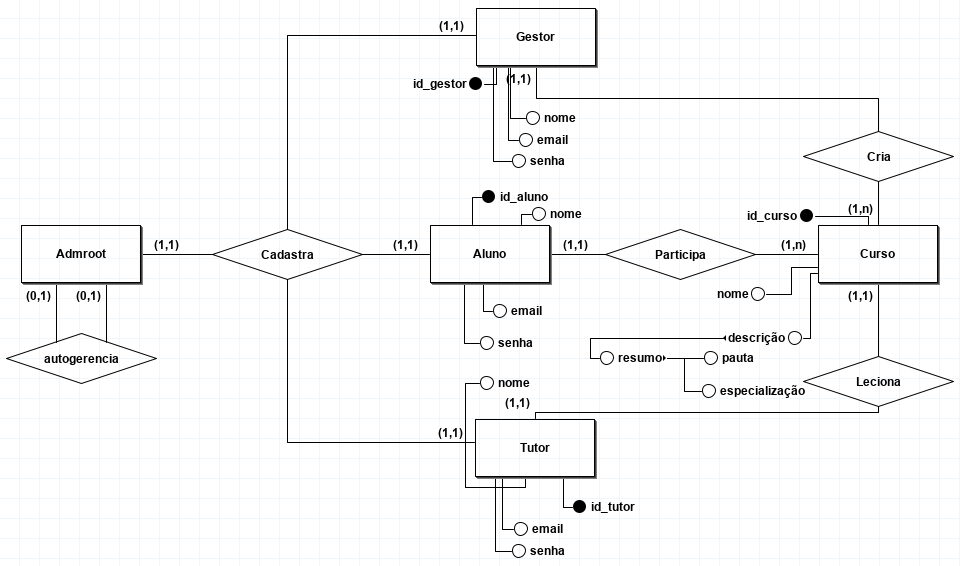 (1,1)
Gestor
id_gestor
(1,1)
nome
email
senha
Cria
id_aluno
nome
id_curso
(1,n)
Admroot
(1,1)
Cadastra
(1,1)
Aluno
(1,1)
Participa
(1,n)
Curso
(0,1)
(0,1)
nome
(1,1)
email
senha
descrição
autogerencia
resumo
pauta
especialização
Leciona
nome
(1,1)
(1,1)
Tutor
id_tutor
email
senha